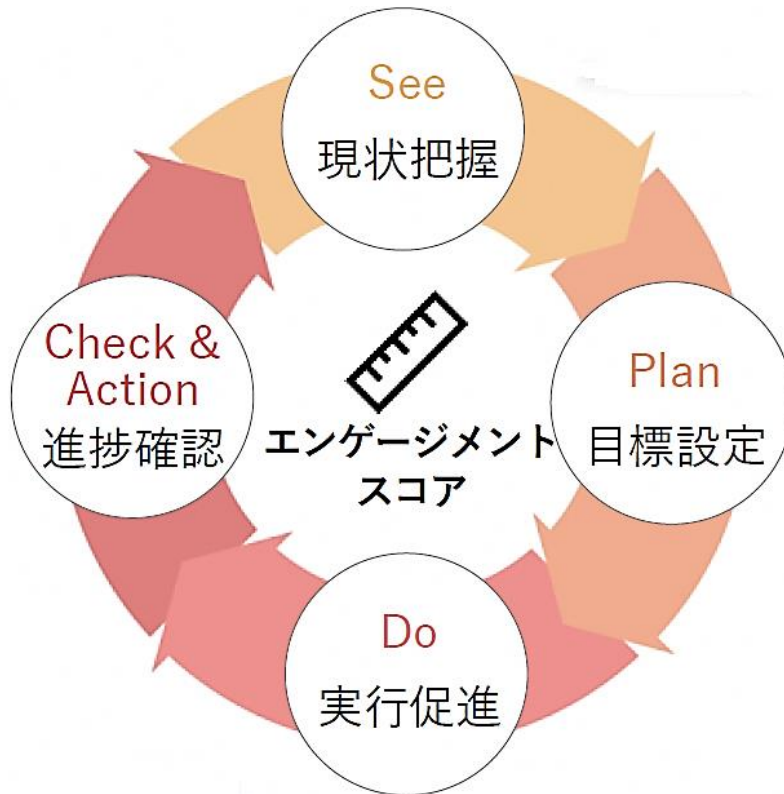 See
現状把握
Plan
目標設定
Do
実行促進
Check &
Action
進捗確認
エンゲージメント
スコア